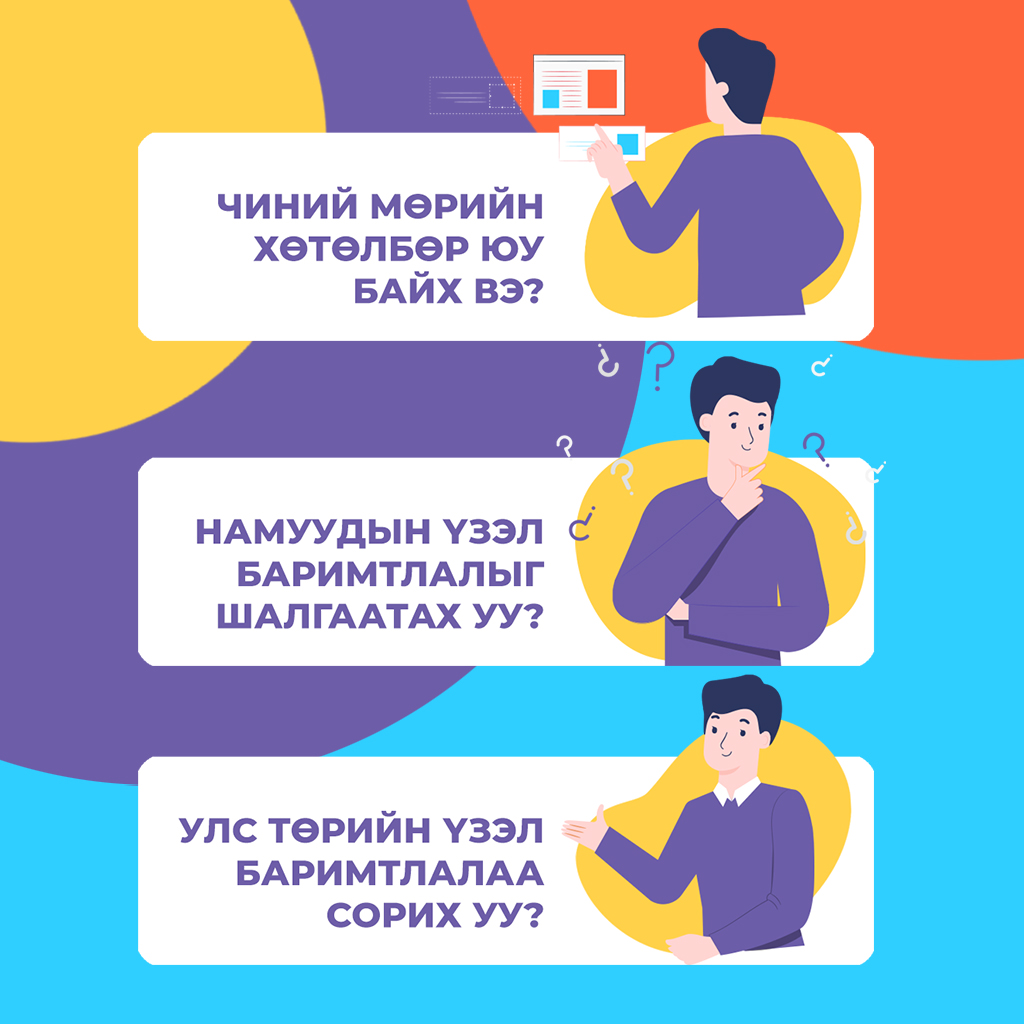 ЧИНИЙ МӨРИЙН
ХӨТӨЛБӨР ЮУ
БАЙХ ВЭ?
НАМУУДЫН ҮЗЭЛ
БАРИМТЛАЛЫГ
ШАЛГААТАХ УУ?
УЛС ТӨРИЙН ҮЗЭЛ
БАРИМТЛАЛАА
СОРИХ УУ?